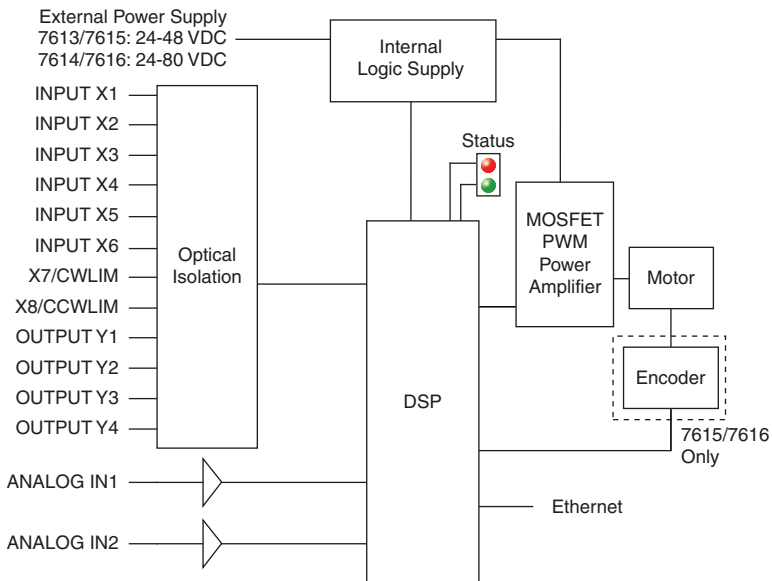 External Power Supply
7613/7615: 24-48 VDC
7614/7616: 24-80 VDC
Internal
Logic Supply
INPUT X1
INPUT X2
INPUT X3
INPUT X4
INPUT X5
INPUT X6
X7/CWLIM
X8/CCWLIM
OUTPUT Y1
OUTPUT Y2
OUTPUT Y3
OUTPUT Y4
Optical
Isolation
Status
MOSFET
PWM
Power
Amplifier
Motor
Encoder
7615/7616
Only
DSP
ANALOG IN1
ANALOG IN2
Ethernet